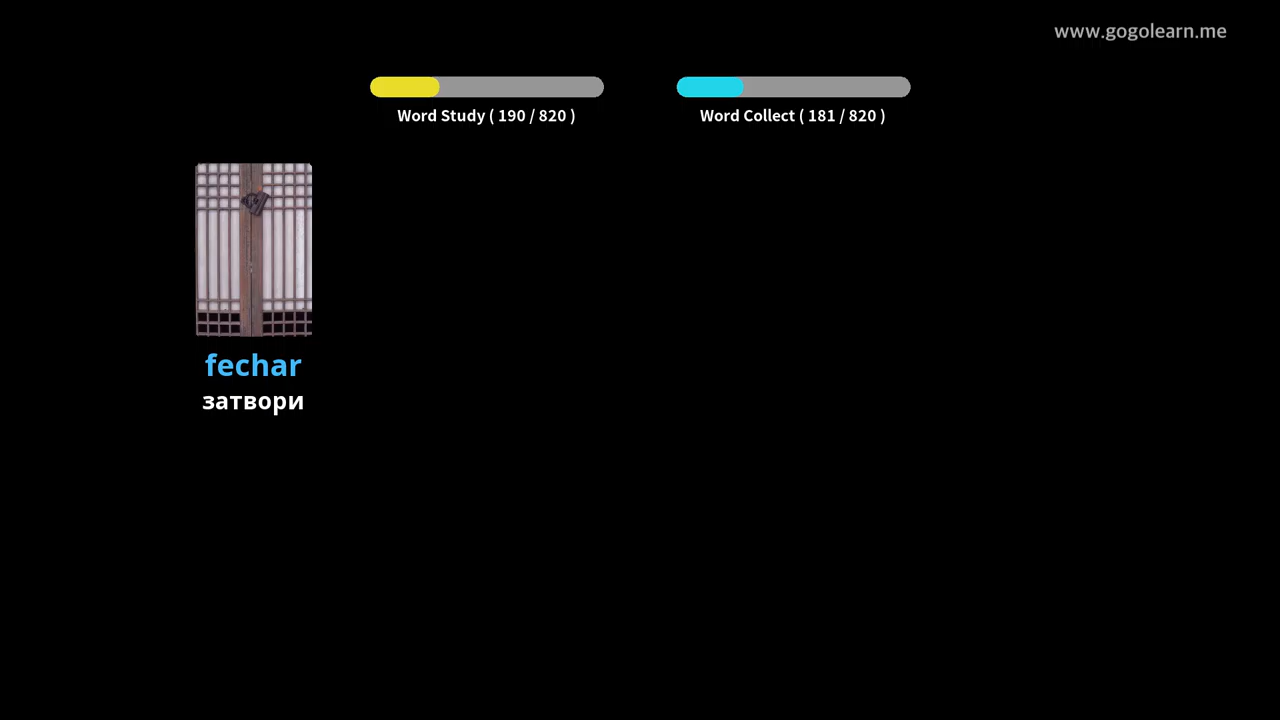 www.gogolearn.me
Word Study ( 190 / 820 )
Word Collect ( 181 / 820 )
fechar
затвори